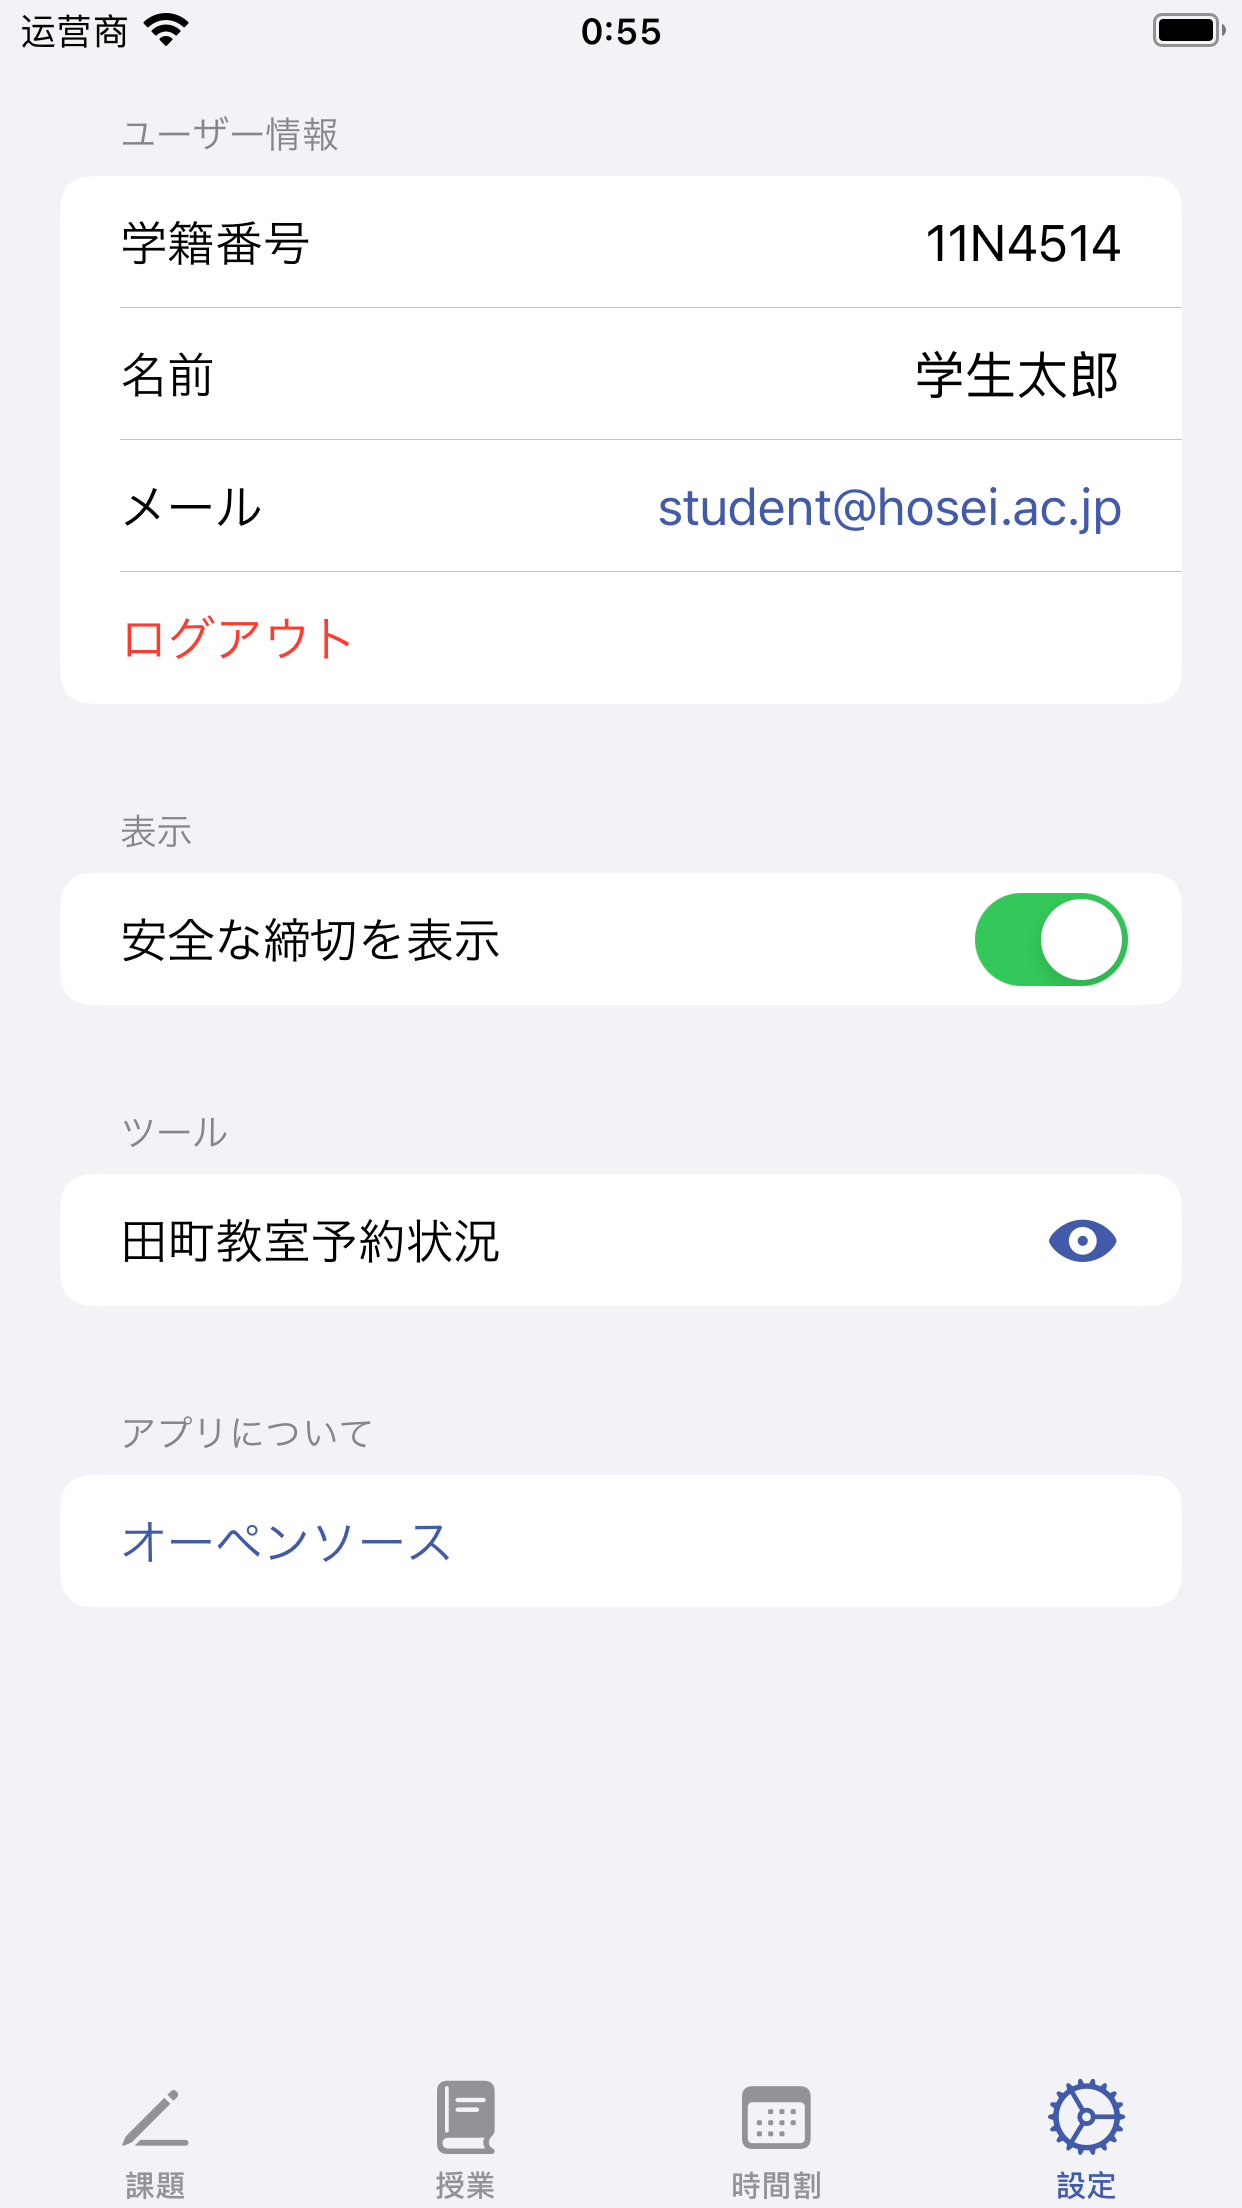 运营商
0:55
ユーザー情報
学籍番号 11N4514
名前 学生太郎
メール student@hosei.ac.jp
ログアウト
表示
安全な締切を表示
ツール
田町教室予約状況
アプリについて
オーペンソース
課題 授業 時間割 設定